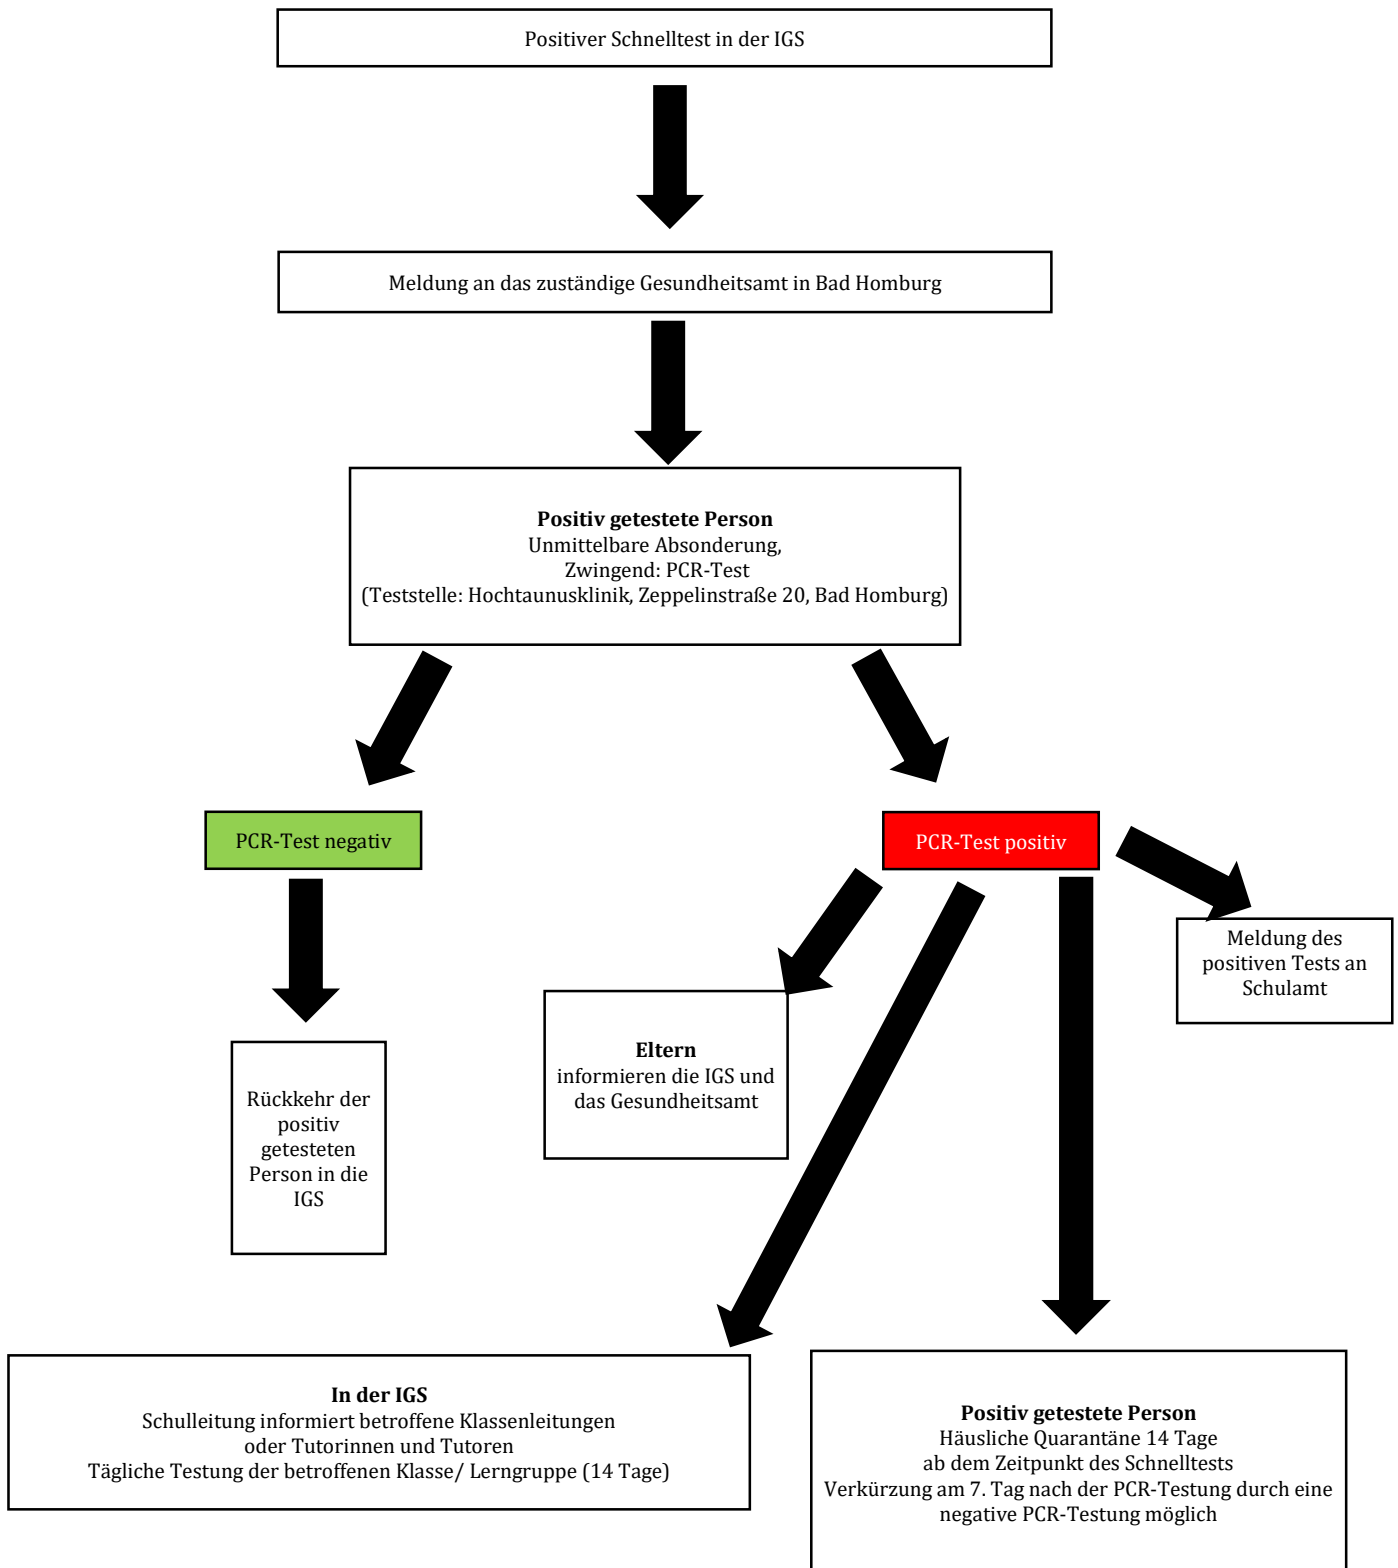 Positiver Schnelltest in der IGS
Meldung an das zuständige Gesundheitsamt in Bad Homburg
Positiv getestete Person
Unmittelbare Absonderung,
Zwingend: PCR-Test
(Teststelle: Hochtaunusklinik, Zeppelinstraße 20, Bad Homburg)
PCR-Test negativ
PCR-Test positiv
Meldung des
positiven Tests an
Schulamt
Eltern
informieren die IGS und
das Gesundheitsamt
Rückkehr der
positiv
getesteten
Person in die
IGS
In der IGS
Schulleitung informiert betroffene Klassenleitungen
oder Tutorinnen und Tutoren
Tägliche Testung der betroffenen Klasse/ Lerngruppe (14 Tage)
Positiv getestete Person
Häusliche Quarantäne 14 Tage
ab dem Zeitpunkt des Schnelltests
Verkürzung am 7. Tag nach der PCR-Testung durch eine
negative PCR-Testung möglich